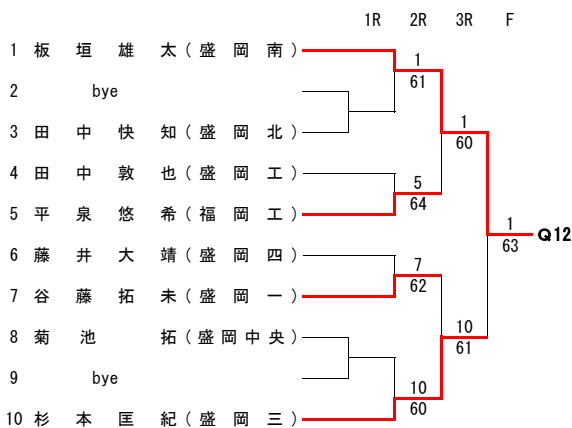 1R 2R 3R F
1 板垣雄太(盛岡南)
2 bye
3 田中快知(盛岡北)
4 田中敦也(盛岡工)
5 平泉悠希(福岡工)
6 藤井大靖(盛岡四)
7 谷藤拓未(盛岡一)
8 菊池拓(盛岡中央)
9 bye
10 杉本匡紀(盛岡三)
1
61
5
64
7
62
10
60
1
60
10
61
1
63
Q12